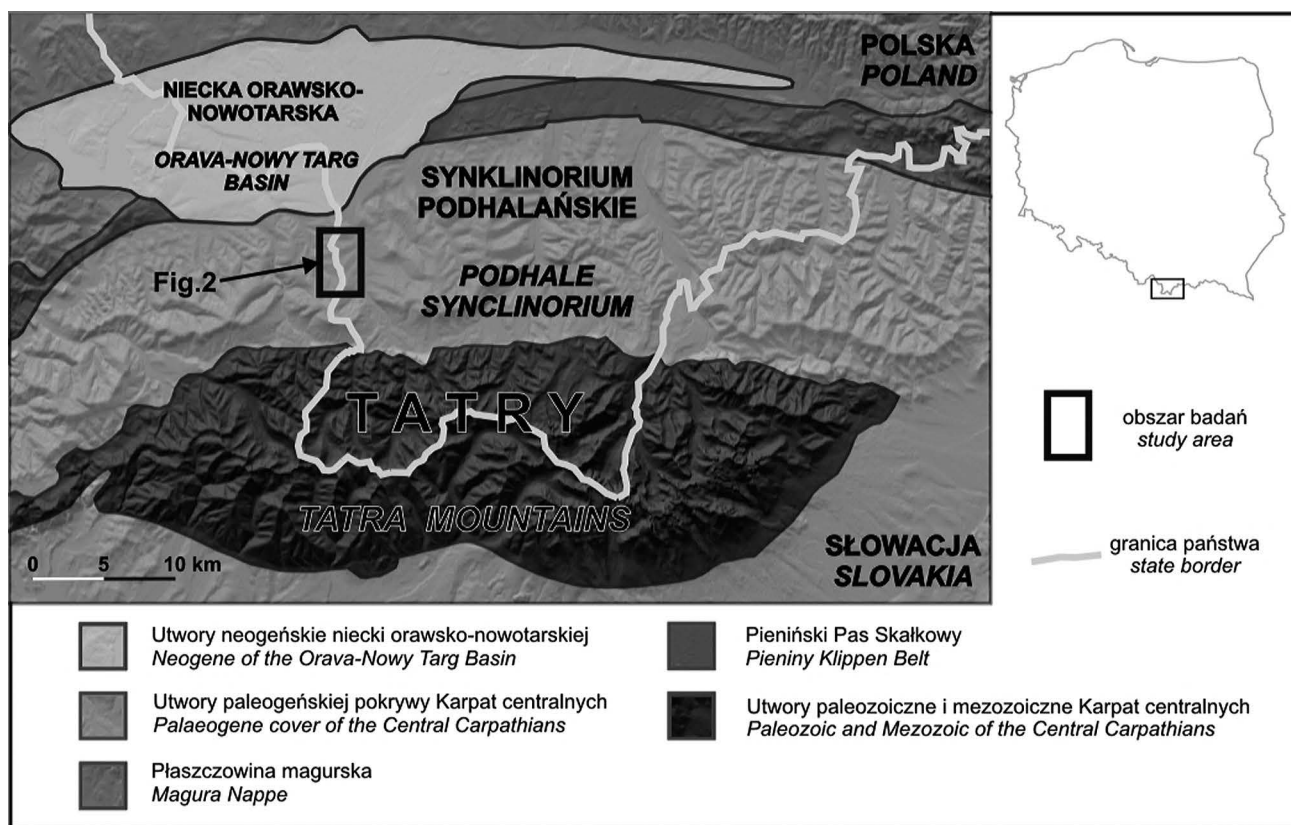 POLSKA
POLAND
NIECKA ORAWSKO-
NOWOTARSKA
ORAVA-NOWY TARG
BASIN
SYNKLINORIUM
PODHALAŃSKIE
Fig.2
PODHALE
SYNCLINORIUM
TATRY
TATRA MOUNTAINS
0 5 10 km
SŁOWACJA
SLOVAKIA
obszar badań
study area
granica państwa
state border
Utwory neogeńskie niecki orawsko-nowotarskiej
Neogene of the Orava-Nowy Targ Basin
Utwory paleogeńskiej pokrywy Karpat centralnych
Palaeogene cover of the Central Carpathians
Płaszczowina magurska
Magura Nappe
Pieniński Pas Skałkowy
Pieniny Klippen Belt
Utwory paleozoiczne i mezozoiczne Karpat centralnych
Paleozoic and Mezozoic of the Central Carpathians